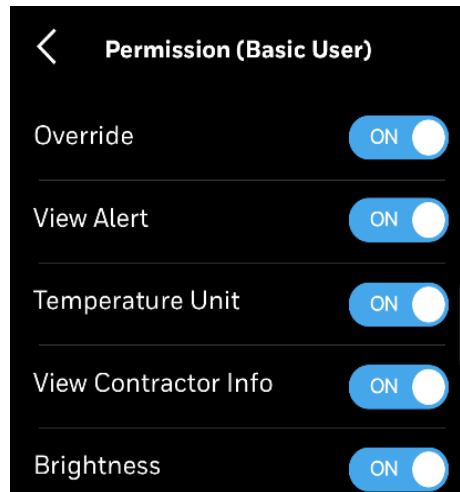 Permission (Basic User)
Override ON
View Alert ON
Temperature Unit ON
View Contractor Info ON
Brightness ON